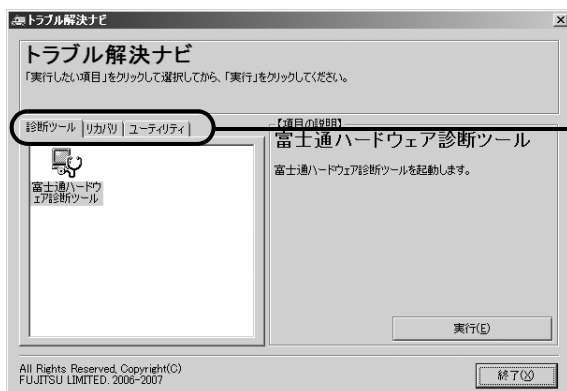 トラブル解決ナビ
トラブル解決ナビ
「実行したい項目」をクリックして選択してから、「実行」をクリックしてください。
診断ツール リカバリ ユーティリティ
富士通ハードウ
ェア診断ツール
【項目の説明】
富士通ハードウェア診断ツール
富士通ハードウェア診断ツールを起動します。
実行(E)
All Rights Reserved, Copyright(C)
FUJITSU LIMITED. 2006-2007
終了(X)